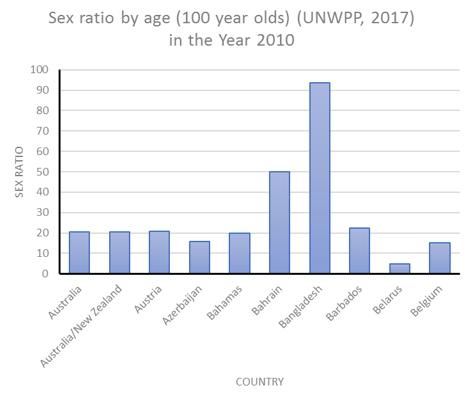 Sex ratio by age (100 year olds) (UNWPP, 2017)
in the Year 2010
100
90
80
70
60
50
40
30
20
10
0
SEX RATIO
Australia
Australia/New Zealand
Austria
Azerbaijan
Bahamas
Bahrain
Bangladesh
Barbados
Belarus
Belgium
COUNTRY